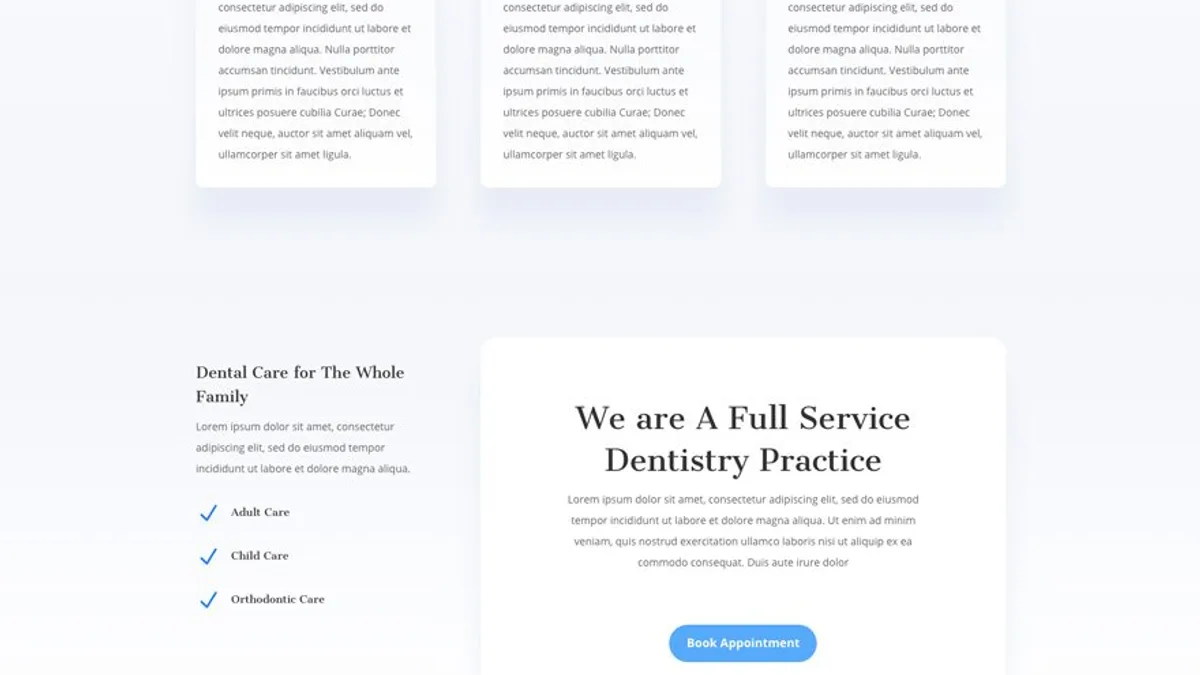 consectetur adipiscing elit, sed do
eiusmod tempor incididunt ut labore et
dolore magna aliqua. Nulla porttitor
accumsan tincidunt. Vestibulum ante
ipsum primis in faucibus orci luctus et
ultrices posuere cubilia Curae; Donec
velit neque, auctor sit amet aliquam vel,
ullamcorper sit amet ligula.
consectetur adipiscing elit, sed do
eiusmod tempor incididunt ut labore et
dolore magna aliqua. Nulla porttitor
accumsan tincidunt. Vestibulum ante
ipsum primis in faucibus orci luctus et
ultrices posuere cubilia Curae; Donec
velit neque, auctor sit amet aliquam vel,
ullamcorper sit amet ligula.
consectetur adipiscing elit, sed do
eiusmod tempor incididunt ut labore et
dolore magna aliqua. Nulla porttitor
accumsan tincidunt. Vestibulum ante
ipsum primis in faucibus orci luctus et
ultrices posuere cubilia Curae; Donec
velit neque, auctor sit amet aliquam vel,
ullamcorper sit amet ligula.
Dental Care for The Whole
Family
Lorem ipsum dolor sit amet, consectetur
adipiscing elit, sed do eiusmod tempor
incididunt ut labore et dolore magna aliqua.
Adult Care
Child Care
Orthodontic Care
We are A Full Service
Dentistry Practice
Lorem ipsum dolor sit amet, consectetur adipiscing elit, sed do eiusmod
tempor incididunt ut labore et dolore magna aliqua. Ut enim ad minim
veniam, quis nostrud exercitation ullamco laboris nisi ut aliquip ex ea
commodo consequat. Duis aute irure dolor
Book Appointment